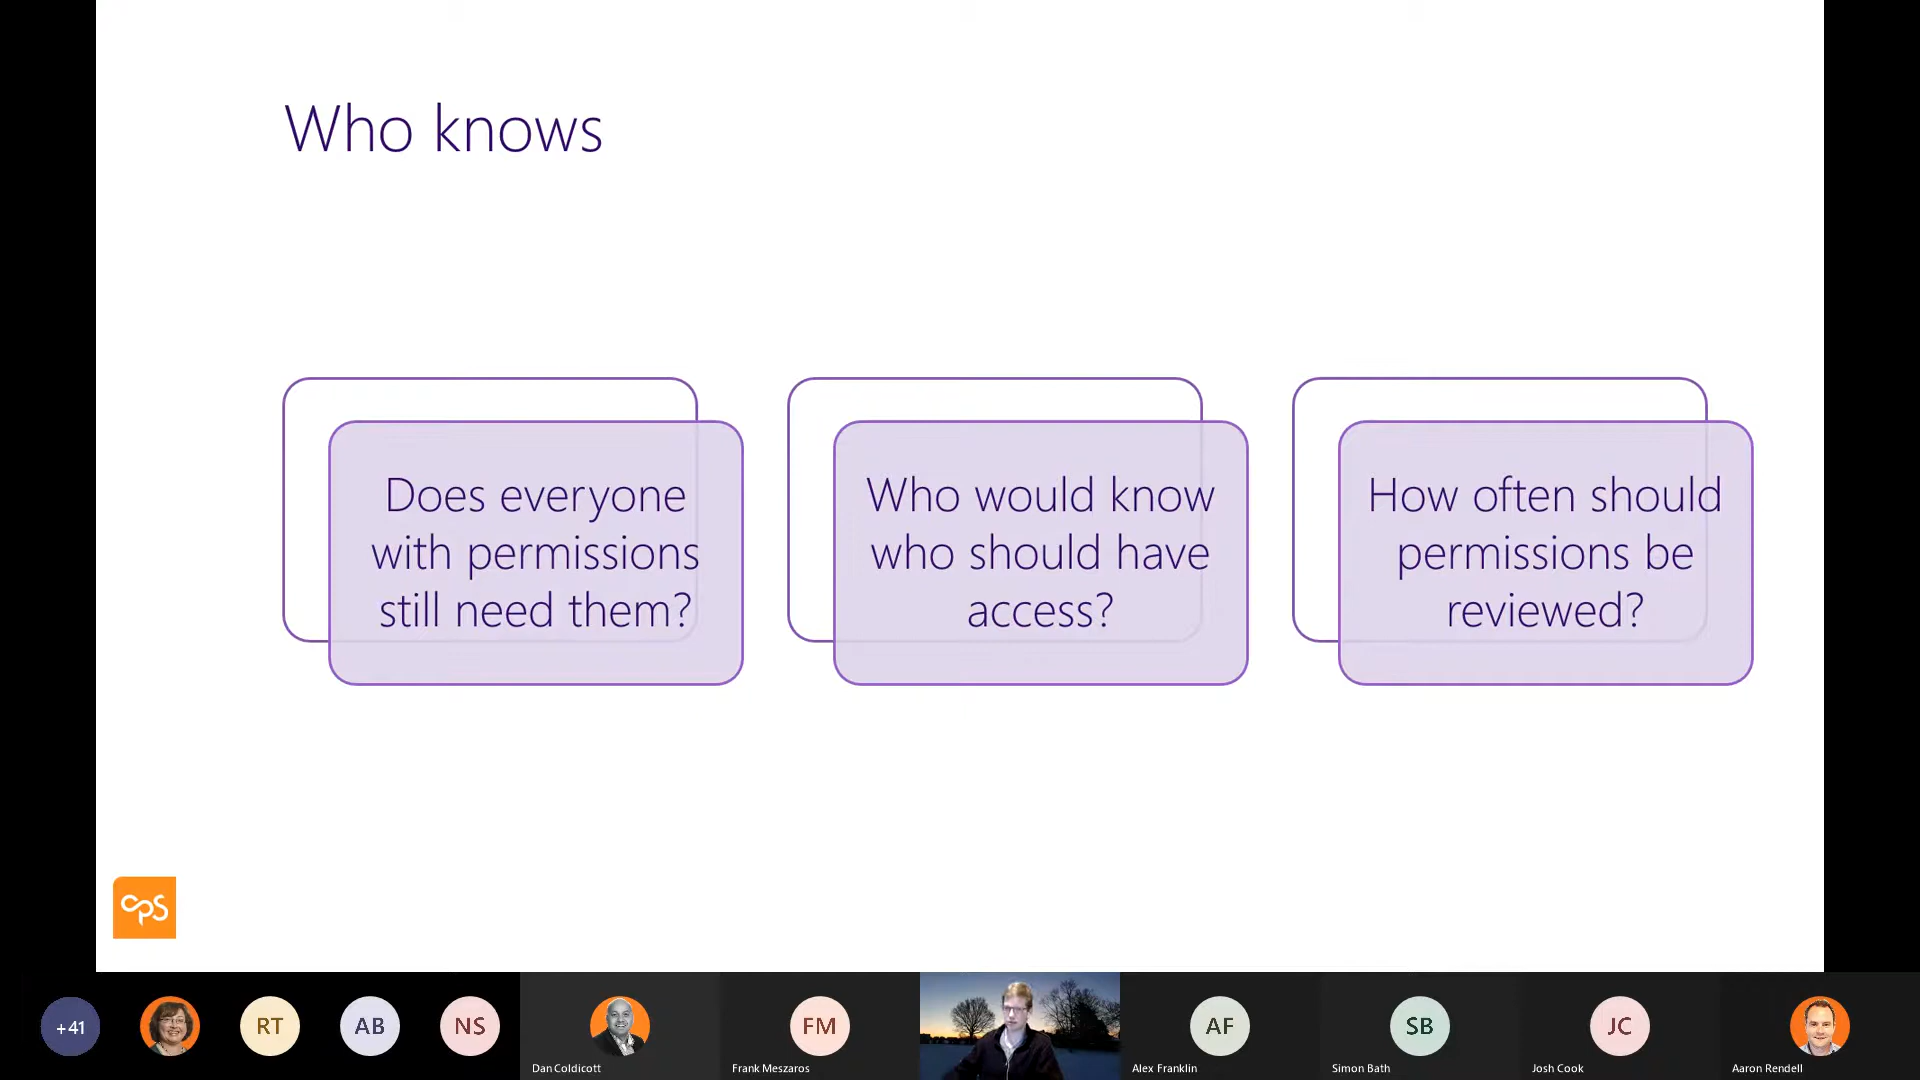 Who knows
Does everyone
with permissions
still need them?
Who would know
who should have
access?
How often should
permissions be
reviewed?
cps
+41
RT
AB
NS
Dan Coldicott
FM
Frank Meszaros
AF
Alex Franklin
SB
Simon Bath
JC
Josh Cook
Aaron Rendell